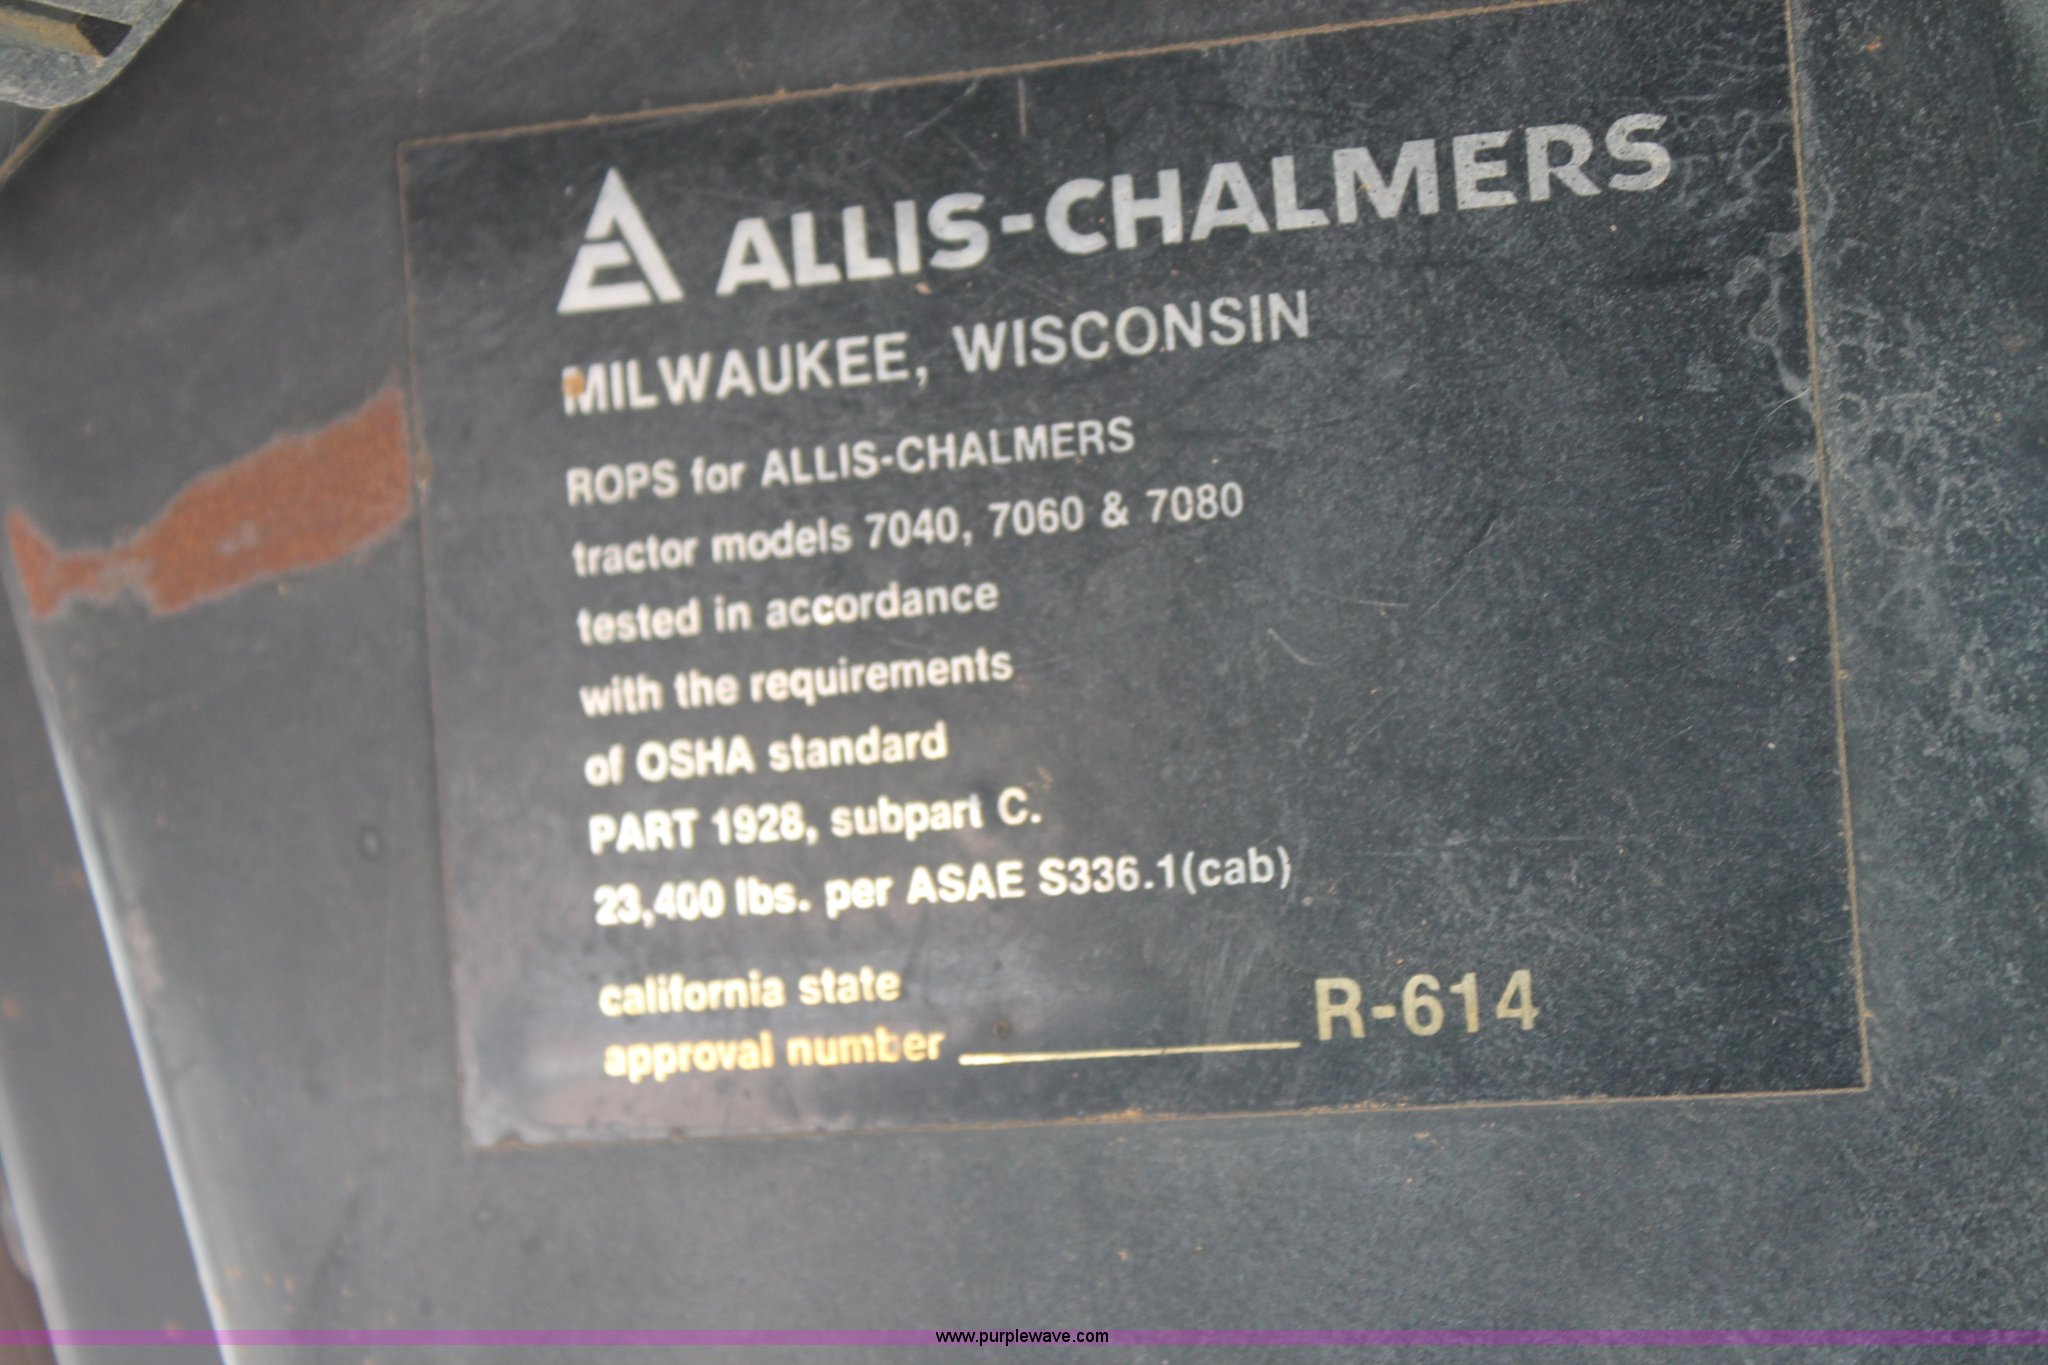 ALLIS-CHALMERS
MILWAUKEE, WISCONSIN
ROPS for ALLIS-CHALMERS
tractor models 7040, 7060 & 7080
tested in accordance
with the requirements
of OSHA standard
PART 1928, subpart C.
23,400 lbs. per ASAE S336.1(cab)
california state
approval number ________ R-614
www.purplewave.com